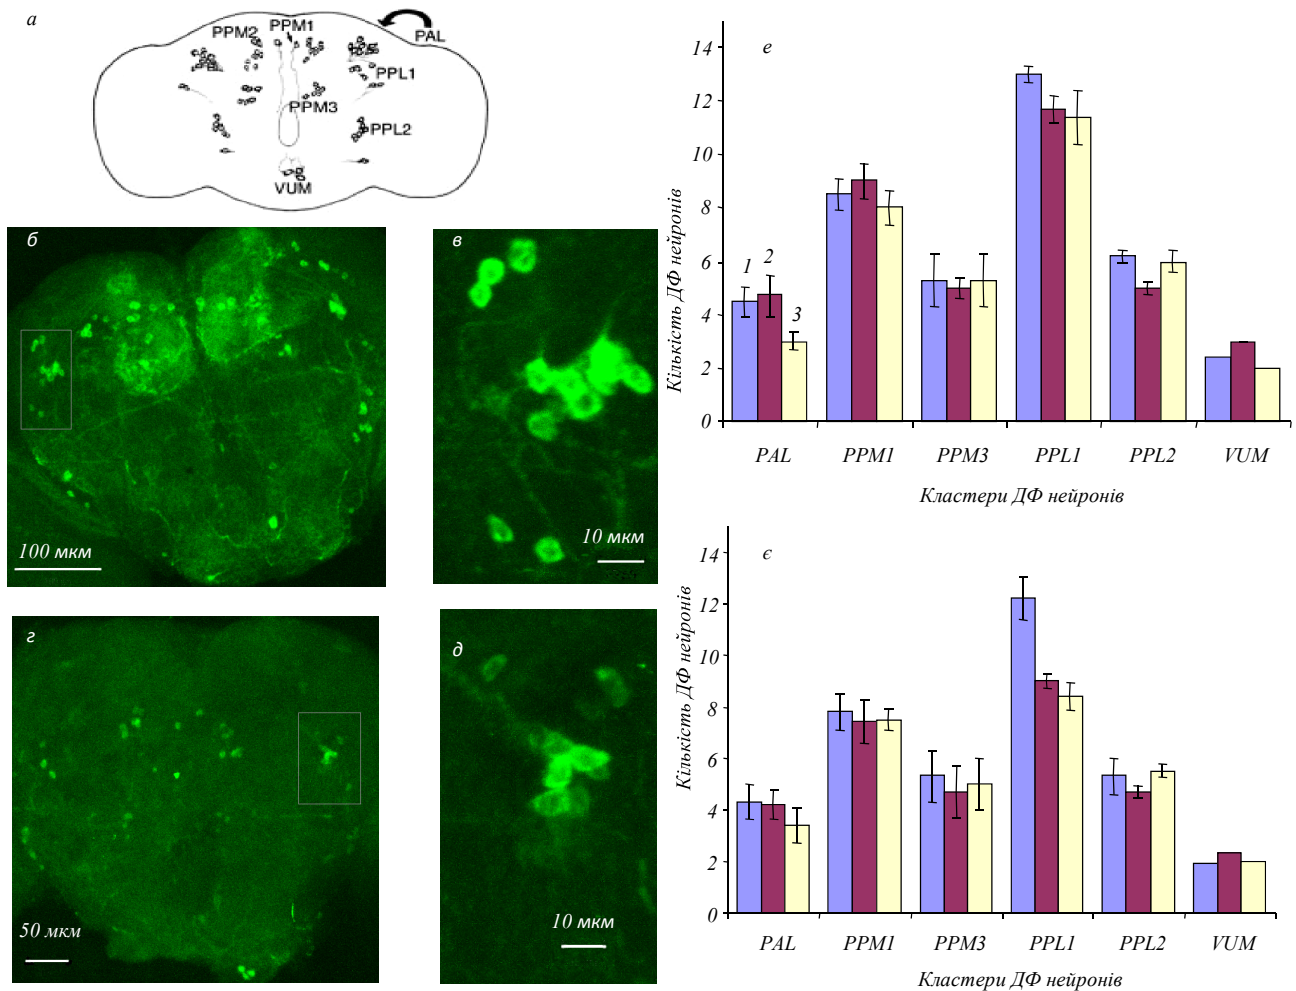 а
PPM2
PPM1
PAL
PPL1
PPM3
PPL2
VUM
б
100 мкм
в
10 мкм
г
50 мкм
д
10 мкм
е
Кількість ДФ нейронів
14
12
10
8
6
4
2
0
1
2
3
PAL PPM1 PPM3 PPL1 PPL2 VUM
Кластери ДФ нейронів
є
Кількість ДФ нейронів
14
12
10
8
6
4
2
0
PAL PPM1 PPM3 PPL1 PPL2 VUM
Кластери ДФ нейронів